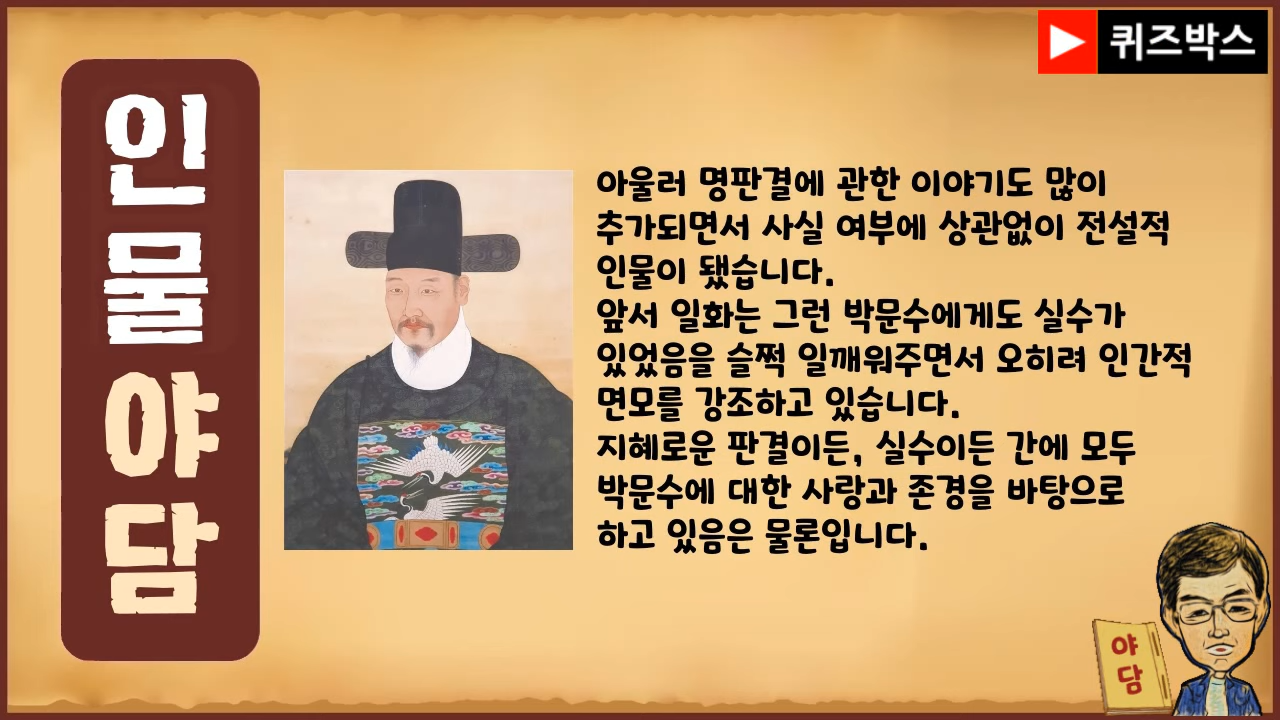 퀴즈박스
인물야담
아울러 명판결에 관한 이야기도 많이
추가되면서 사실 여부에 상관없이 전설적
인물이 됐습니다.
앞서 일화는 그런 박문수에게도 실수가
있었음을 슬쩍 일깨워주면서 오히려 인간적
면모를 강조하고 있습니다.
지혜로운 판결이든, 실수이든 간에 모두
박문수에 대한 사랑과 존경을 바탕으로
하고 있음은 물론입니다.
야담